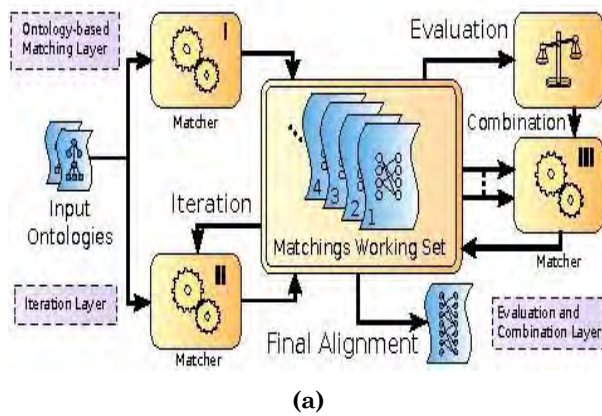 Ontology-based
Matching Layer
I
Matcher
Evaluation
Combination
III
Matcher
Input
Ontologies
4
3
2
1
Matchings Working Set
Iteration
II
Matcher
Iteration Layer
Final Alignment
Evaluation and
Combination Layer
(a)